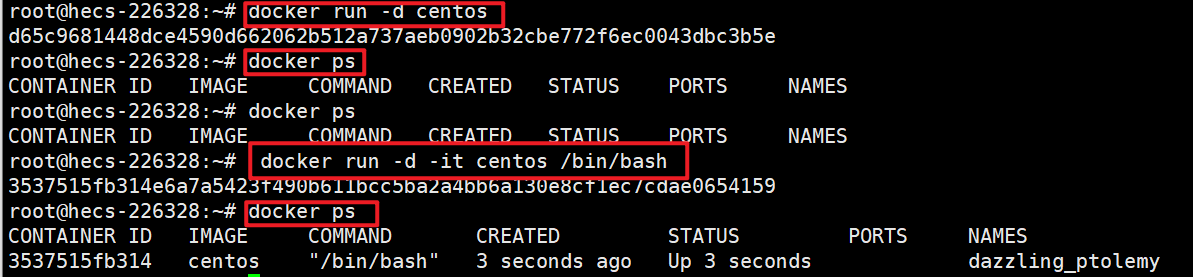 root@hecs-226328:~# docker run -d centos
d65c9681448dce4590d662062b512a737aeb0902b32cbe772f6ec0043dbc3b5e
root@hecs-226328:~# docker ps
CONTAINER ID   IMAGE     COMMAND   CREATED   STATUS    PORTS     NAMES
root@hecs-226328:~# docker ps
CONTAINER ID   IMAGE     COMMAND   CREATED   STATUS    PORTS     NAMES
root@hecs-226328:~#  docker run -d -it centos /bin/bash
3537515fb314e6a7a5423f490b611bcc5ba2a4bb6a130e8cf1ec7cdae0654159
root@hecs-226328:~# docker ps
CONTAINER ID   IMAGE     COMMAND       CREATED         STATUS         PORTS     NAMES
3537515fb314   centos    "/bin/bash"   3 seconds ago   Up 3 seconds             dazzling_ptolemy